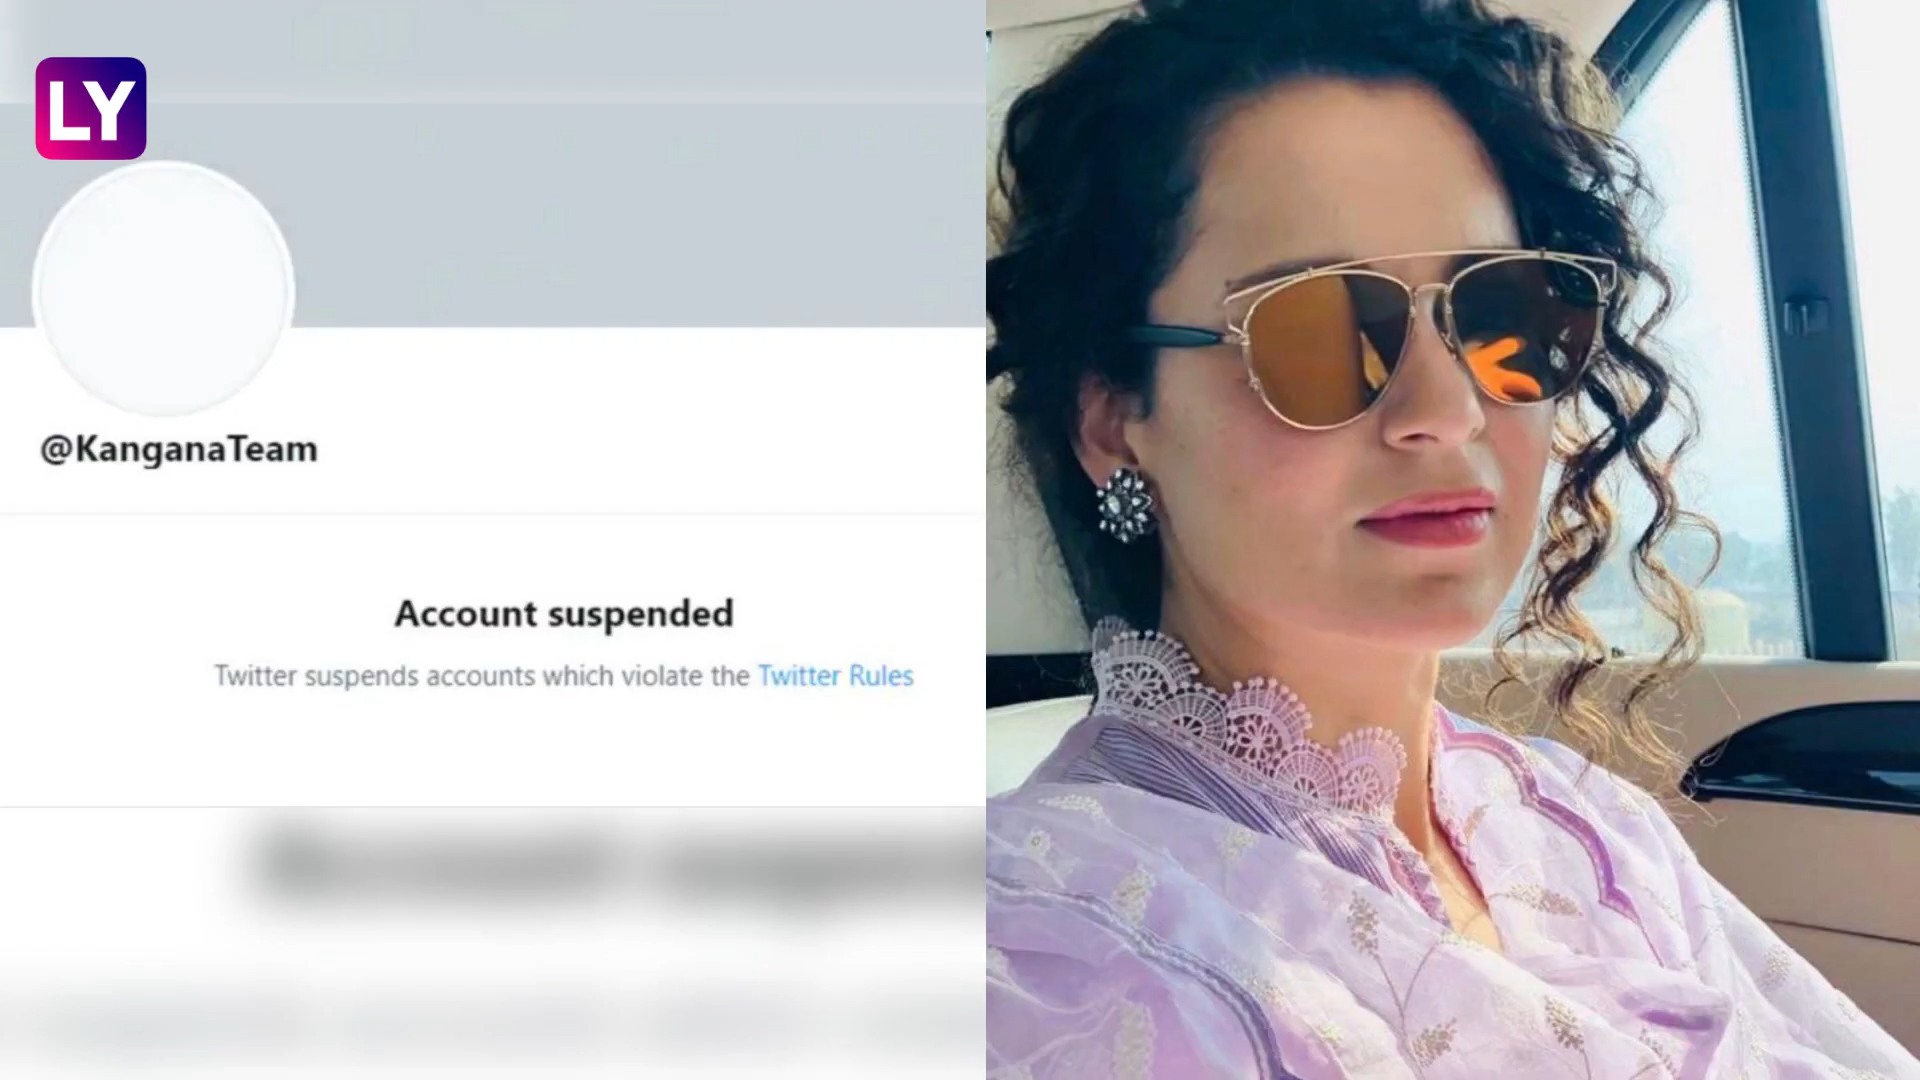 LY
@KanganaTeam
Account suspended
Twitter suspends accounts which violate the Twitter Rules